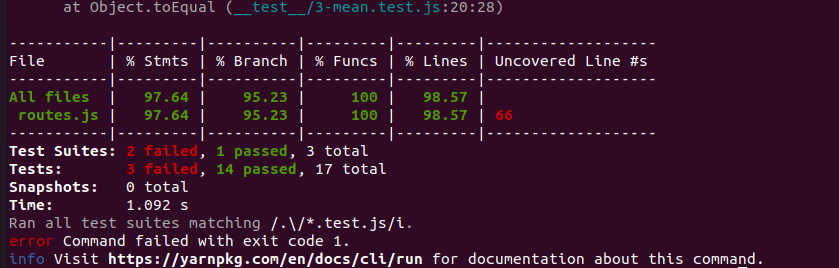 at Object.toEqual (__test__/3-mean.test.js:20:28)
-----------|---------|----------|---------|---------|-------------------
File       | % Stmts | % Branch | % Funcs | % Lines | Uncovered Line #s
-----------|---------|----------|---------|---------|-------------------
All files  |   97.64 |    95.23 |     100 |   98.57 |
 routes.js |   97.64 |    95.23 |     100 |   98.57 | 66
-----------|---------|----------|---------|---------|-------------------
Test Suites: 2 failed, 1 passed, 3 total
Tests:       3 failed, 14 passed, 17 total
Snapshots:   0 total
Time:        1.092 s
Ran all test suites matching /.\/*.test.js/i.
error Command failed with exit code 1.
info Visit https://yarnpkg.com/en/docs/cli/run for documentation about this command.